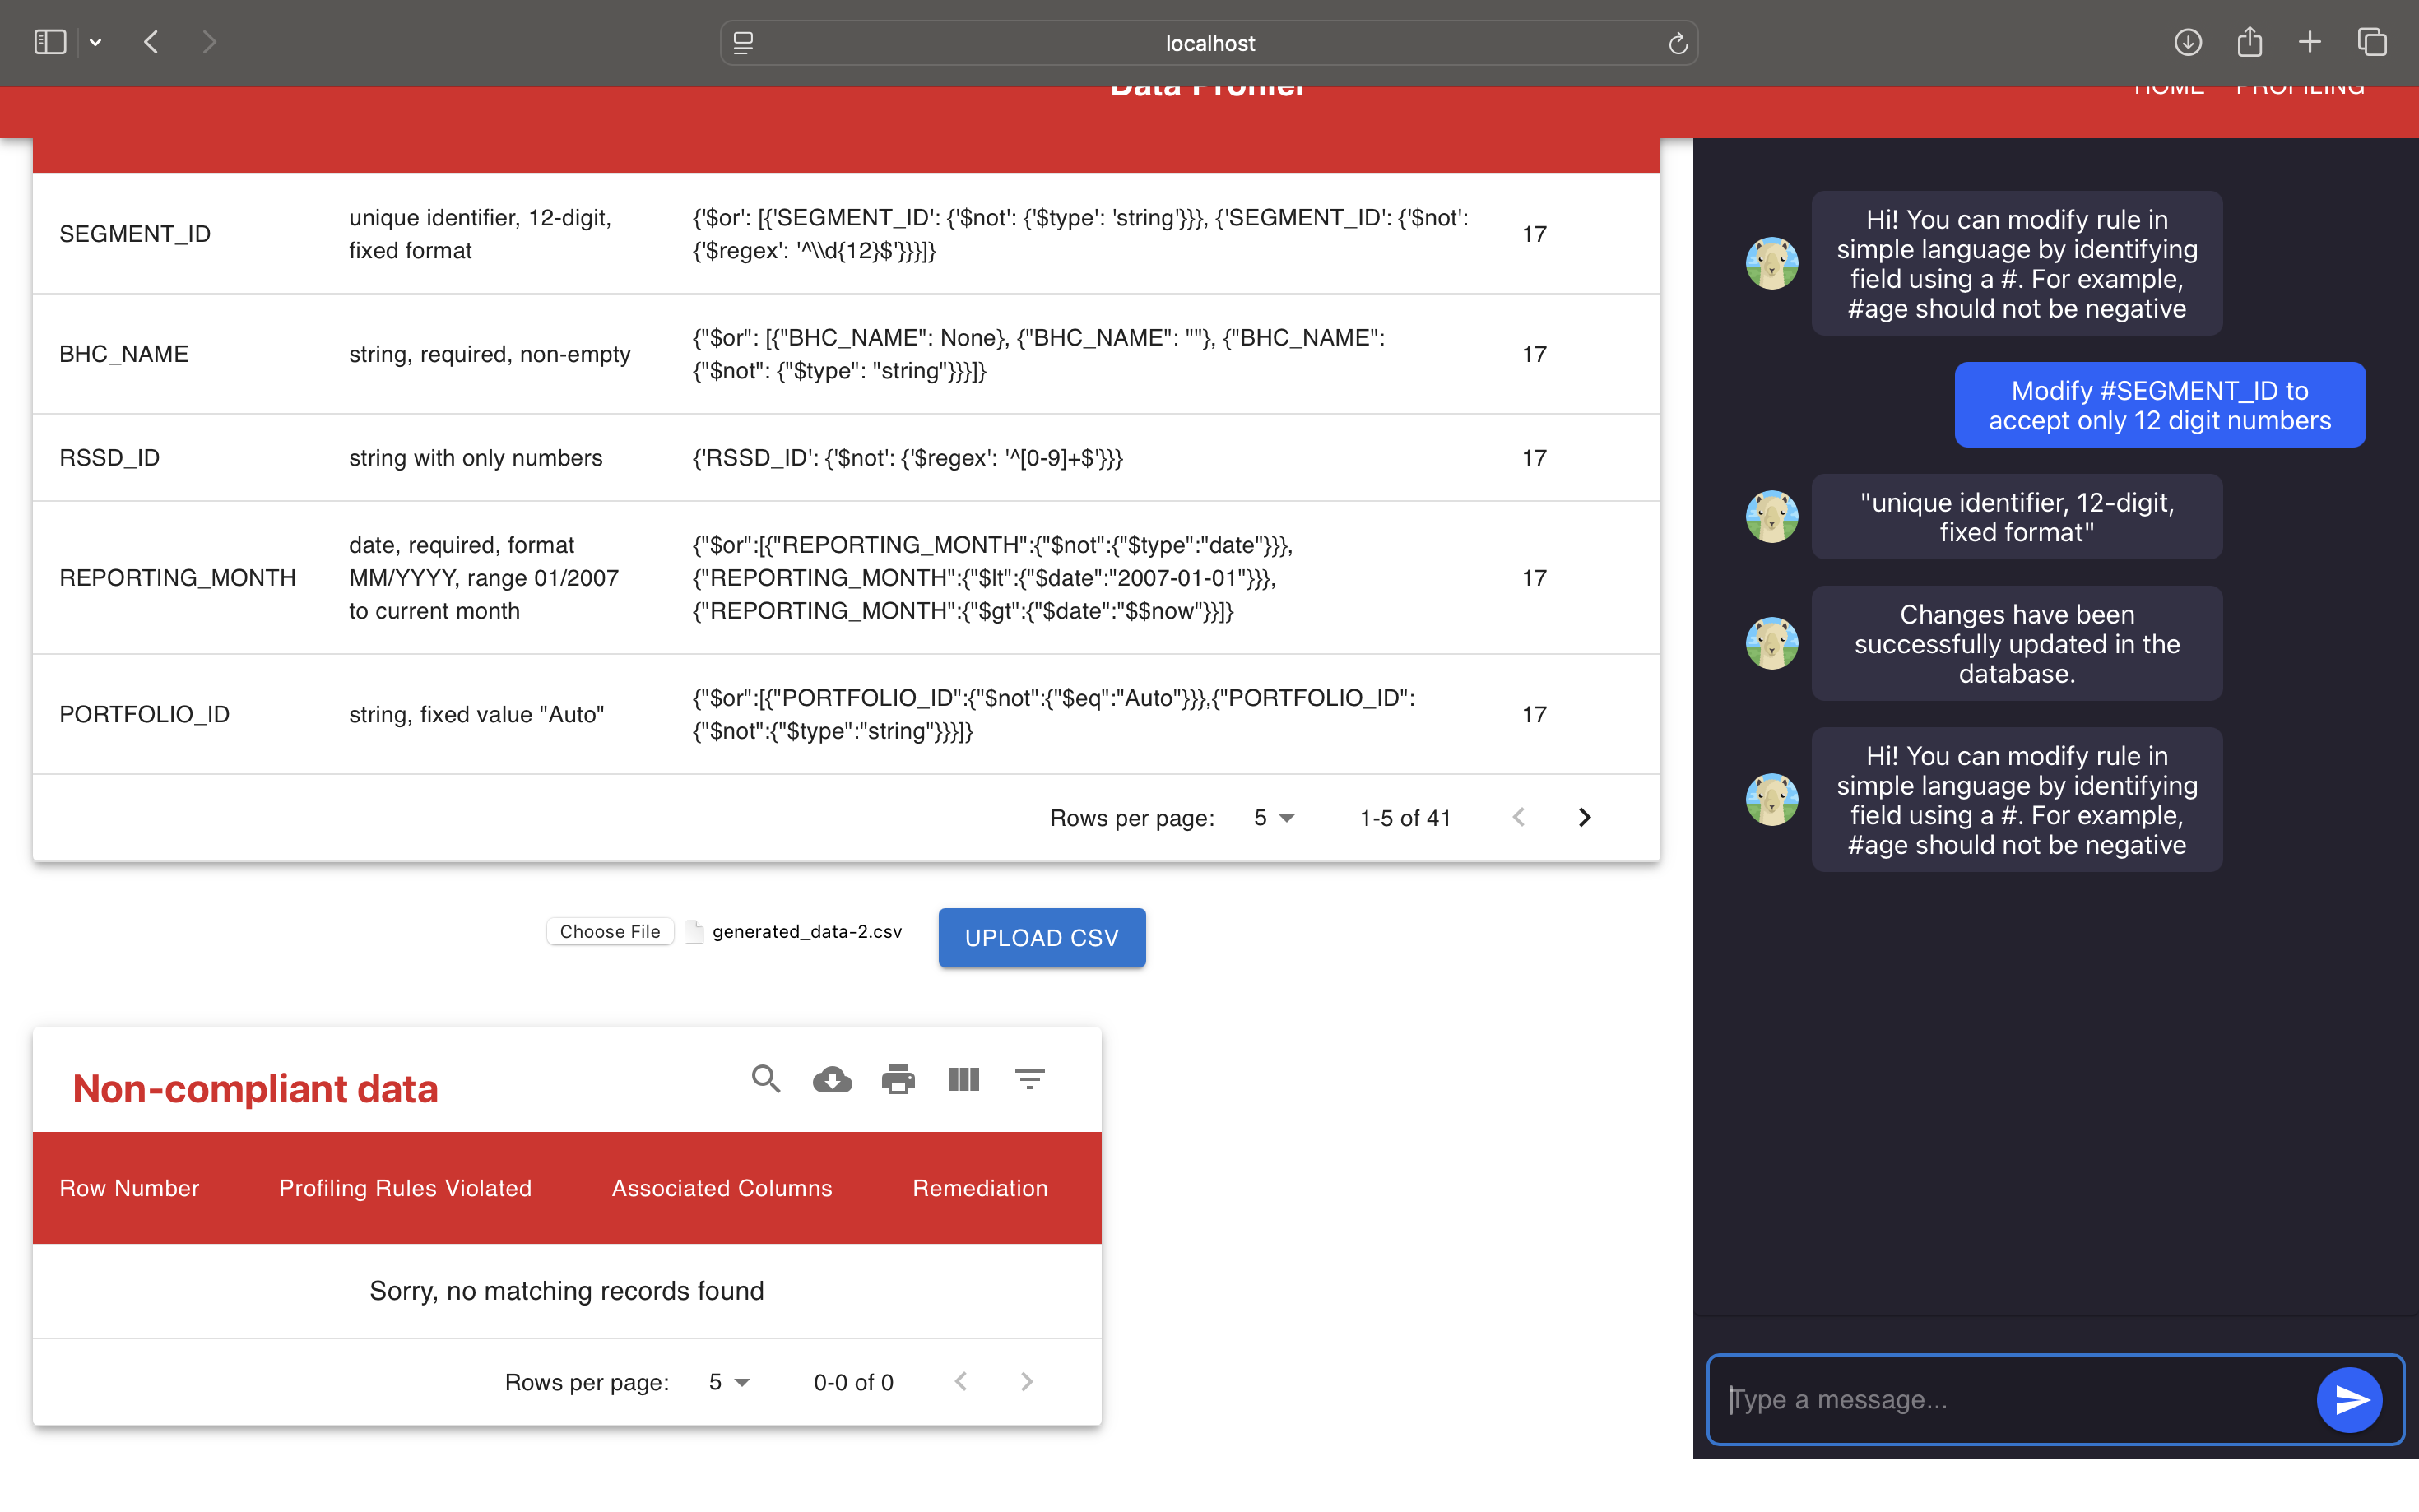 localhost
Data Profiler
HOME PROFILING
SEGMENT_ID
unique identifier, 12-digit,
fixed format
{'$or': [{'SEGMENT_ID': {'$not': {'$type': 'string'}}}, {'SEGMENT_ID': {'$not':
{'$regex': '^\\d{12}$'}}}]}
17
BHC_NAME
string, required, non-empty
{"$or": [{"BHC_NAME": None}, {"BHC_NAME": ""}, {"BHC_NAME":
{"$not": {"$type": "string"}}}]}
17
RSSD_ID
string with only numbers
{'RSSD_ID': {'$not': {'$regex': '^[0-9]+$'}}}
17
REPORTING_MONTH
date, required, format
MM/YYYY, range 01/2007
to current month
{"$or":[{"REPORTING_MONTH":{"$not":{"$type":"date"}}},
{"REPORTING_MONTH":{"$lt":{"$date":"2007-01-01"}}},
{"REPORTING_MONTH":{"$gt":{"$date":"$$now"}}]}
17
PORTFOLIO_ID
string, fixed value "Auto"
{"$or":[{"PORTFOLIO_ID":{"$not":{"$eq":"Auto"}}},{"PORTFOLIO_ID":
{"$not":{"$type":"string"}}}]}
17
Rows per page: 5 1-5 of 41
Choose File generated_data-2.csv UPLOAD CSV
Non-compliant data
Row Number Profiling Rules Violated Associated Columns Remediation
Sorry, no matching records found
Rows per page: 5 0-0 of 0
Hi! You can modify rule in
simple language by identifying
field using a #. For example,
#age should not be negative
Modify #SEGMENT_ID to
accept only 12 digit numbers
"unique identifier, 12-digit,
fixed format"
Changes have been
successfully updated in the
database.
Hi! You can modify rule in
simple language by identifying
field using a #. For example,
#age should not be negative
Type a message...